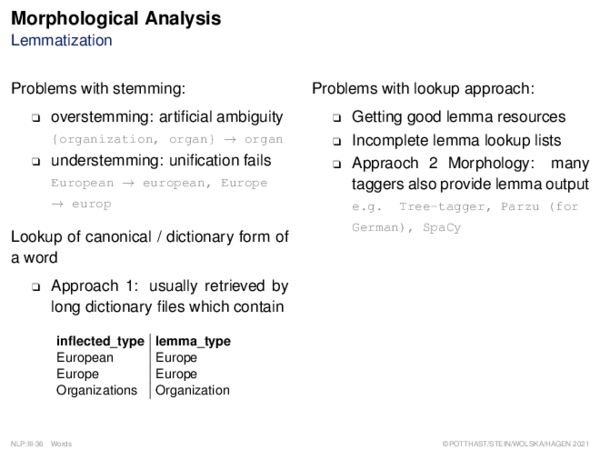 Morphological Analysis
Lemmatization
Problems with stemming:
❑ overstemming: artificial ambiguity
{organization, organ} → organ
❑ understemming: unification fails
European → european, Europe
→ europ
Lookup of canonical / dictionary form of
a word
❑ Approach 1: usually retrieved by
long dictionary files which contain
inflected_type lemma_type
European Europe
Europe Europe
Organizations Organization
Problems with lookup approach:
❑ Getting good lemma resources
❑ Incomplete lemma lookup lists
❑ Appraoch 2 Morphology: many
taggers also provide lemma output
e.g. Tree-tagger, Parzu (for
German), SpaCy
NLP:III-36 Words
©POTTHAST/STEIN/WOLSKA/HAGEN 2021